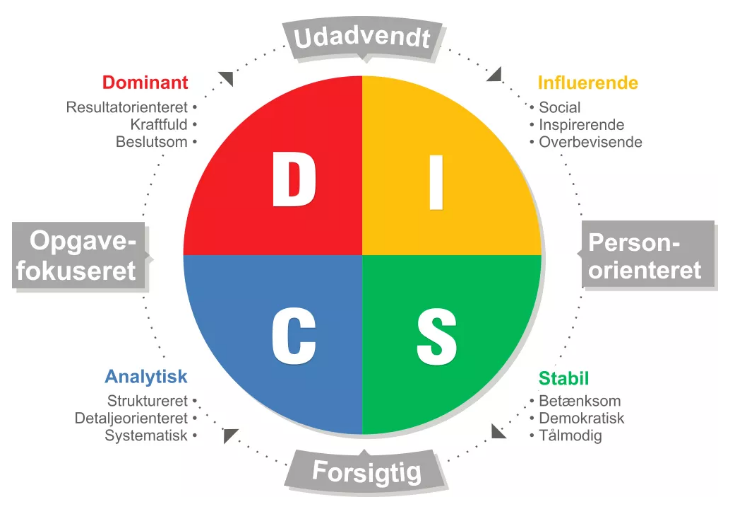 Udadvendt
Dominant
Resultatorienteret •
Kraftfuld •
Beslutsom •
Influerende
• Social
• Inspirerende
• Overbevisende
D
I
Opgave-
fokuseret
Person-
orienteret
C
S
Analytisk
Struktureret •
Detaljeorienteret •
Systematisk •
Stabil
• Betænksom
• Demokratisk
• Tålmodig
Forsigtig